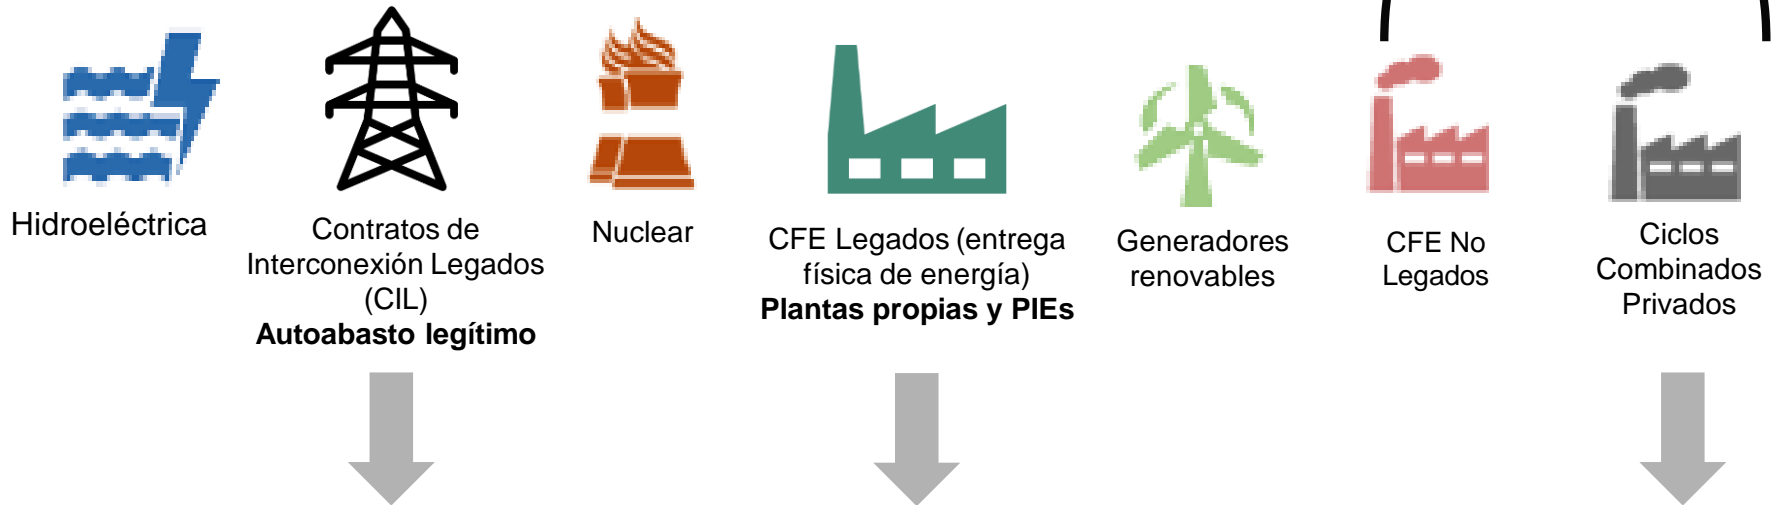 Hidroeléctrica
Contratos de
Interconexión Legados
(CIL)
Autoabasto legítimo
Nuclear
CFE Legados (entrega
física de energía)
Plantas propias y PIEs
Generadores
renovables
CFE No
Legados
Ciclos
Combinados
Privados